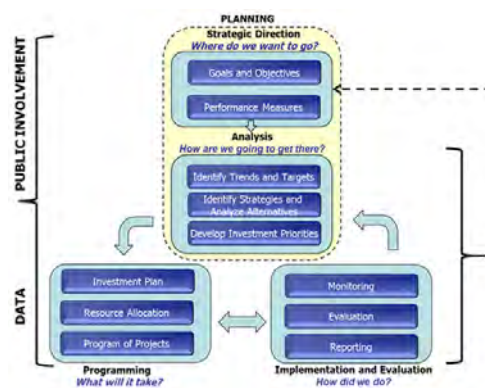 PLANNING
Strategic Direction
Where do we want to go?
Goals and Objectives
Performance Measures
Analysis
How are we going to get there?
Identify Trends and Targets
Identify Strategies and
Analyze Alternatives
Develop Investment Priorities
PUBLIC INVOLVEMENT
DATA
Investment Plan
Resource Allocation
Program of Projects
Programming
What will it take?
Monitoring
Evaluation
Reporting
Implementation and Evaluation
How did we do?